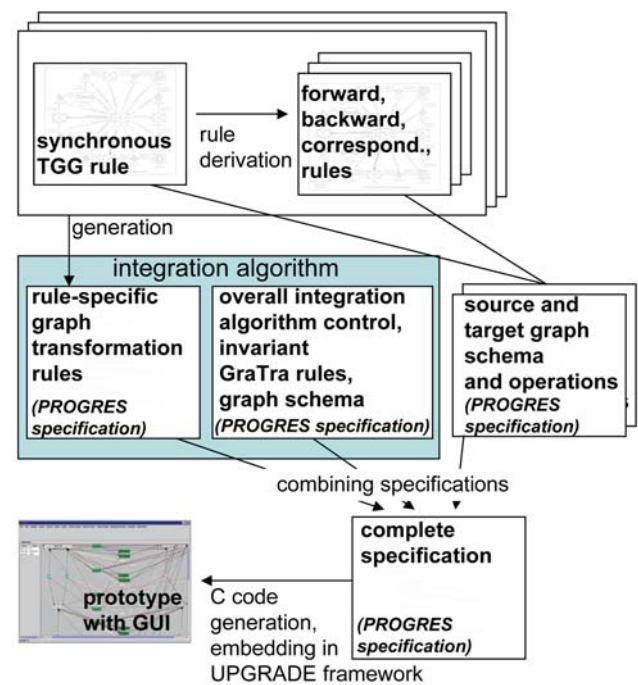 synchronous
TGG rule
rule
derivation
forward,
backward,
correspond.,
rules
generation
integration algorithm
rule-specific
graph
transformation
rules
(PROGRES
specification)
overall integration
algorithm control,
invariant
GraTra rules,
graph schema
(PROGRES specification)
source and
target graph
schema
and operations
(PROGRES
specification)
combining specifications
complete
specification
(PROGRES
specification)
prototype
with GUI
C code
generation,
embedding in
UPGRADE framework